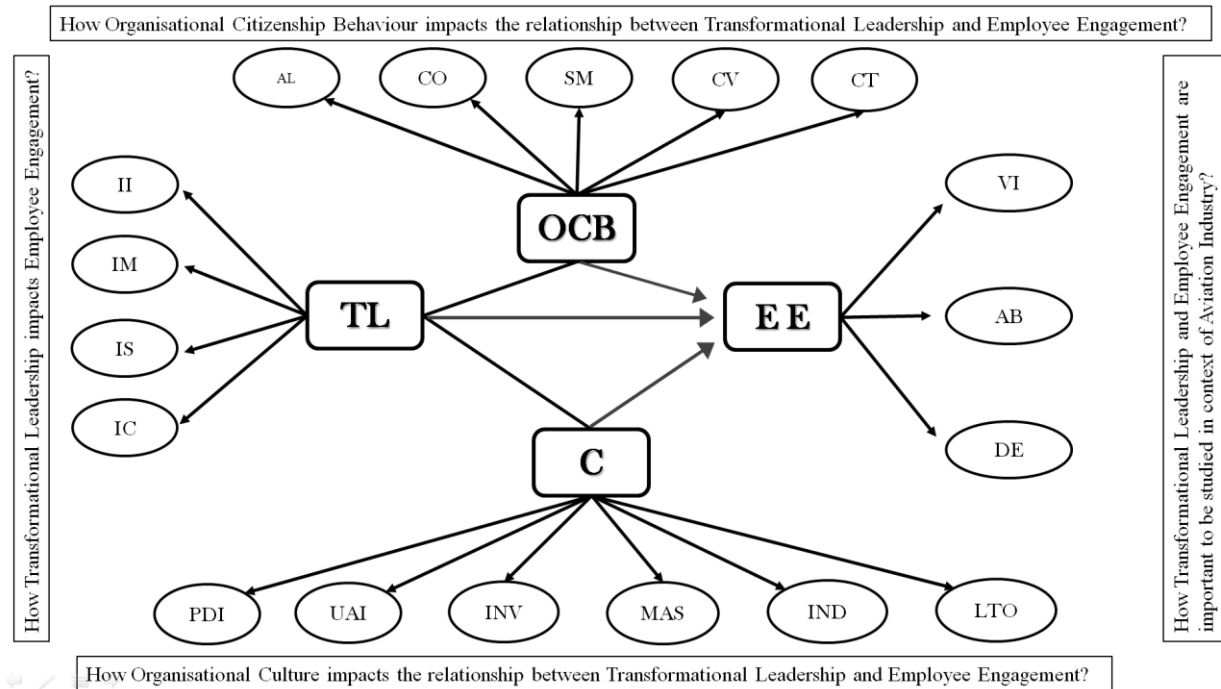 How Organisational Citizenship Behaviour impacts the relationship between Transformational Leadership and Employee Engagement?
How Transformational Leadership impacts Employee Engagement?
How Transformational Leadership and Employee Engagement are
important to be studied in context of Aviation Industry?
AL
CO
SM
CV
CT
II
IM
IS
IC
OCB
TL
E E
C
VI
AB
DE
PDI
UAI
INV
MAS
IND
LTO
How Organisational Culture impacts the relationship between Transformational Leadership and Employee Engagement?